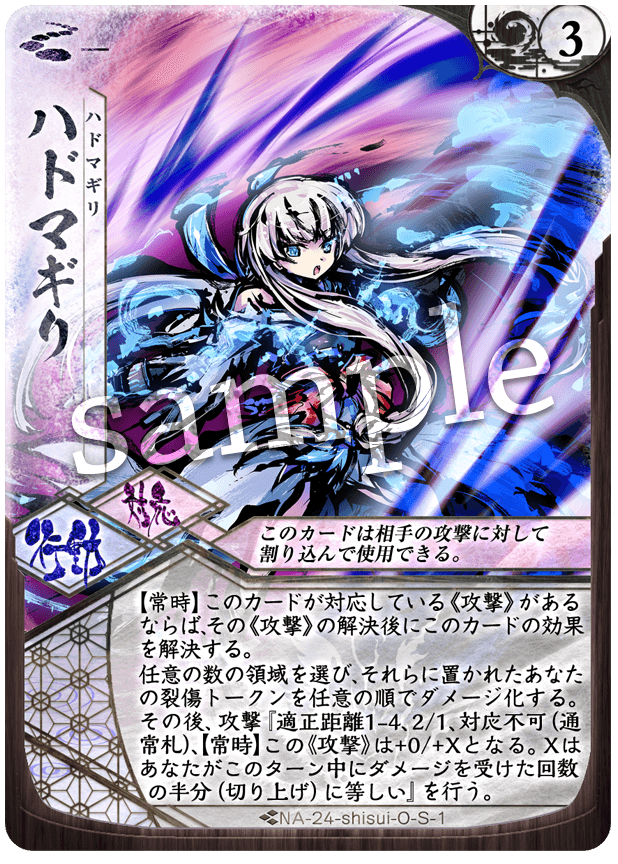 3
ハドマギリ
ハドマギリ
sample
対応
行動
このカードは相手の攻撃に対して
割り込んで使用できる。
【常時】このカードが対応している《攻撃》がある
ならば、その《攻撃》の解決後にこのカードの効果
を解決する。
任意の数の領域を選び、それらに置かれたあなた
の裂傷トークンを任意の順でダメージ化する。
その後、攻撃『適正距離1-4、2/1、対応不可（通
常札）、【常時】この《攻撃》は+0/+Xとなる。Xは
あなたがこのターン中にダメージを受けた回数
の半分（切り上げ）に等しい』を行う。
NA-24-shisui-O-S-1